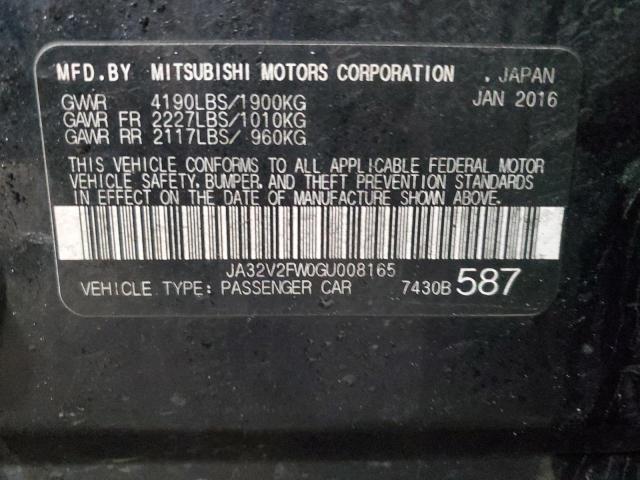 MFD.BY MITSUBISHI MOTORS CORPORATION . JAPAN
GVWR 4190LBS/1900KG JAN 2016
GAWR FR 2227LBS/1010KG
GAWR RR 2117LBS/ 960KG
THIS VEHICLE CONFORMS TO ALL APPLICABLE FEDERAL MOTOR
VEHICLE SAFETY, BUMPER, AND THEFT PREVENTION STANDARDS
IN EFFECT ON THE DATE OF MANUFACTURE SHOWN ABOVE.
JA32V2FW0GU008165
VEHICLE TYPE: PASSENGER CAR 7430B 587